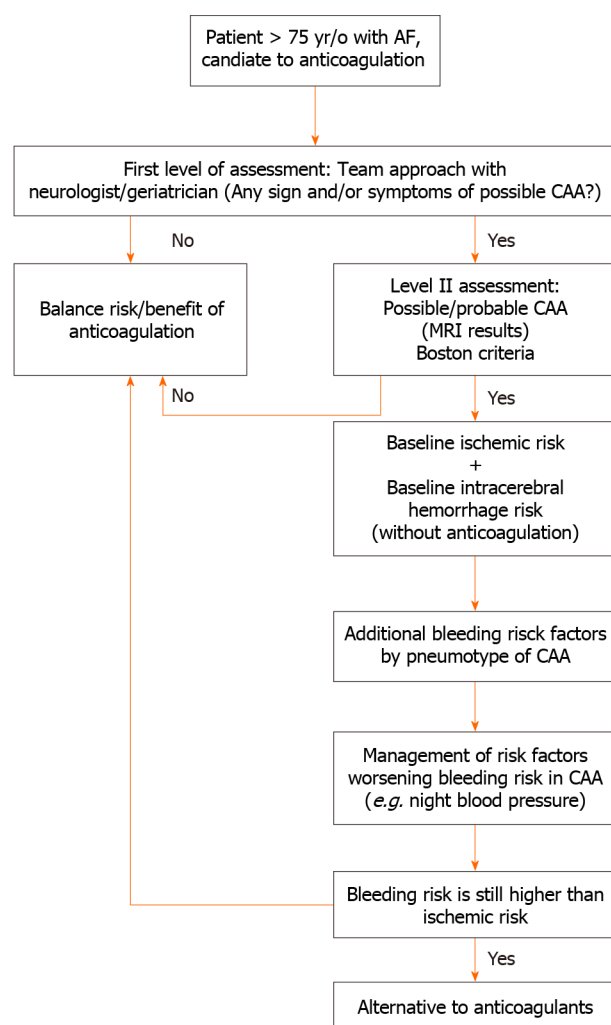 Patient > 75 yr/o with AF,
candiate to anticoagulation
First level of assessment: Team approach with
neurologist/geriatrician (Any sign and/or symptoms of possible CAA?)
No
Yes
Balance risk/benefit of
anticoagulation
Level II assessment:
Possible/probable CAA
(MRI results)
Boston criteria
No
Yes
Baseline ischemic risk
+
Baseline intracerebral
hemorrhage risk
(without anticoagulation)
Additional bleeding risck factors
by pneumotype of CAA
Management of risk factors
worsening bleeding risk in CAA
(e.g. night blood pressure)
Bleeding risk is still higher than
ischemic risk
Yes
Alternative to anticoagulants